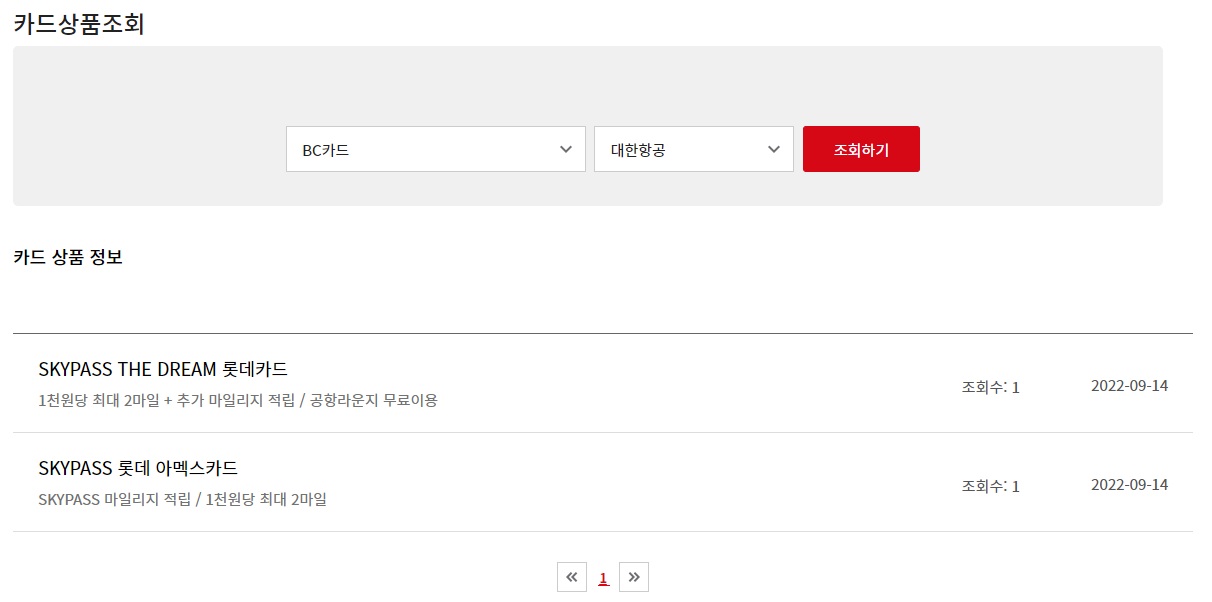 카드상품조회
BC카드
대한항공
조회하기
카드 상품 정보
SKYPASS THE DREAM 롯데카드
1천원당 최대 2마일 + 추가 마일리지 적립 / 공항라운지 무료이용
조회수: 1
2022-09-14
SKYPASS 롯데 아멕스카드
SKYPASS 마일리지 적립 / 1천원당 최대 2마일
조회수: 1
2022-09-14
« 1 »